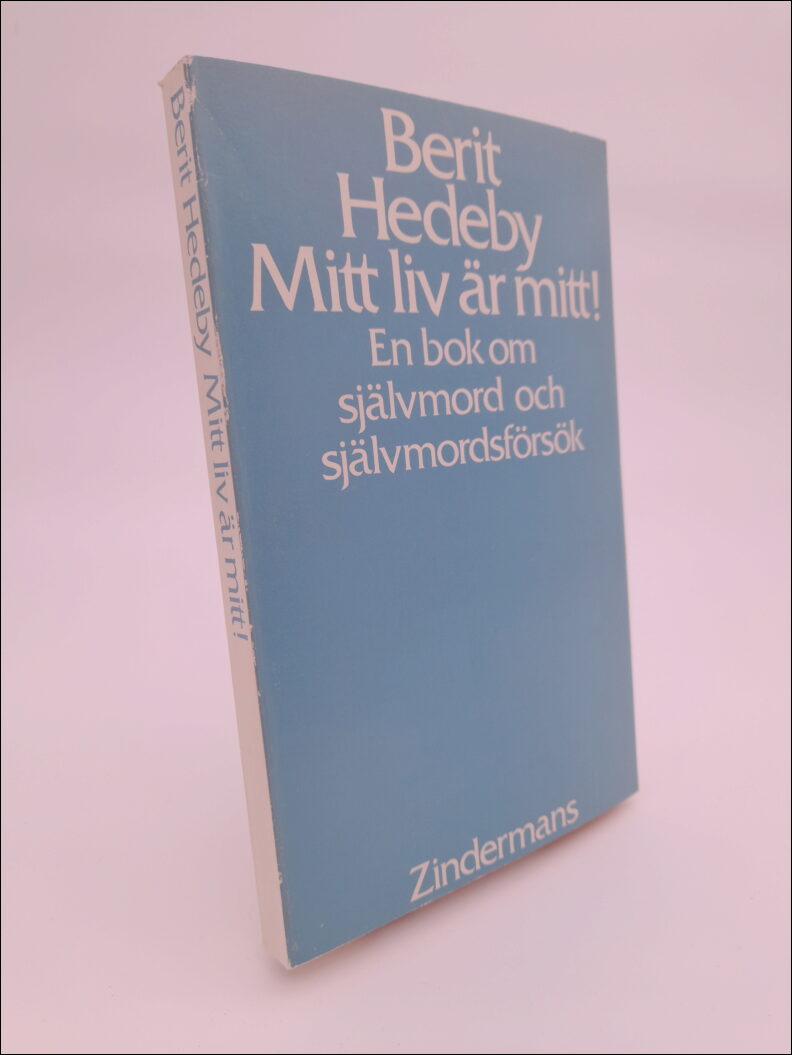 Berit
Hedeby
Mitt liv är mitt!
En bok om
självmord och
självmordsförsök
Zindermans
Berit Hedeby Mitt liv är mitt!